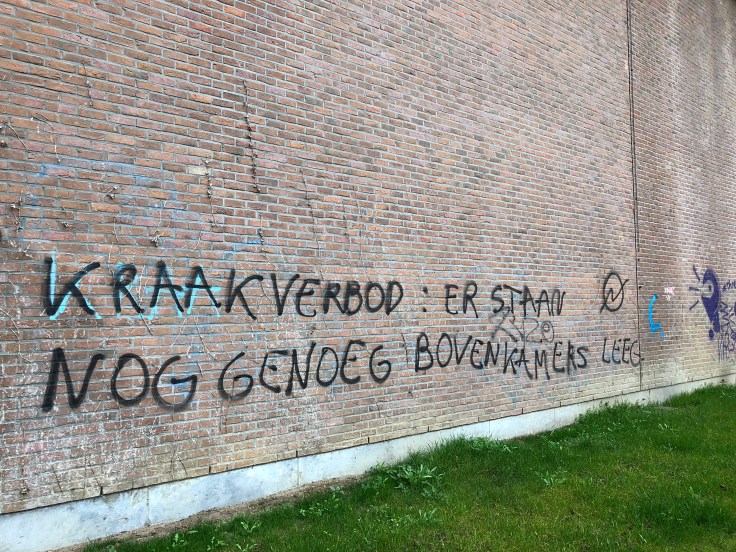 KRAAKVERBOD : ER STAAN
NOG GENOEG BOVENKAMERS LEEG